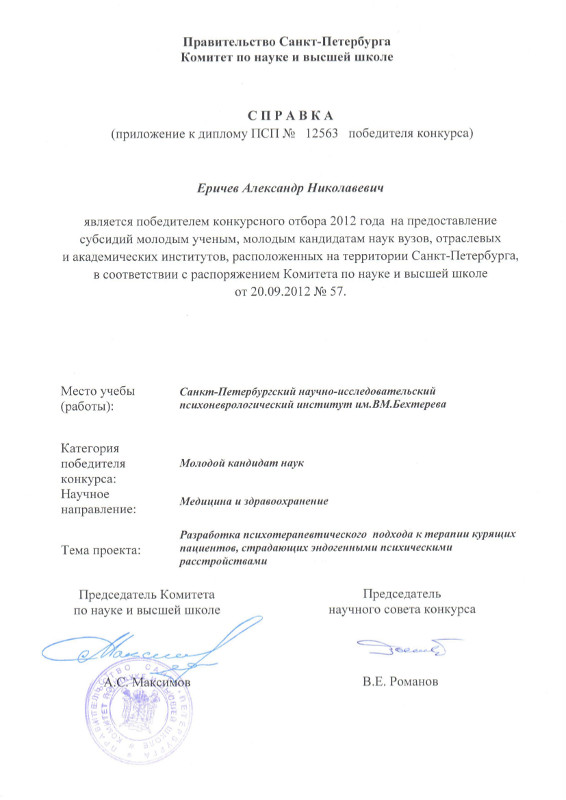 Правительство Санкт-Петербурга
Комитет по науке и высшей школе
С П Р А В К А
(приложение к диплому ПСП № 12563 победителя конкурса)
Еричев Александр Николаевич
является победителем конкурсного отбора 2012 года на предоставление
субсидий молодым ученым, молодым кандидатам наук вузов, отраслевых
и академических институтов, расположенных на территории Санкт-Петербурга,
в соответствии с распоряжением Комитета по науке и высшей школе
от 20.09.2012 № 57.
Место учебы
(работы):
Санкт-Петербургский научно-исследовательский
психоневрологический институт им.ВМ.Бехтерева
Категория
победителя
конкурса:
Молодой кандидат наук
Научное
направление:
Медицина и здравоохранение
Тема проекта:
Разработка психотерапевтического подхода к терапии курящих
пациентов, страдающих эндогенными психическими
расстройствами
Председатель Комитета
по науке и высшей школе
Председатель
научного совета конкурса
А.С. Максимов
В.Е. Романов